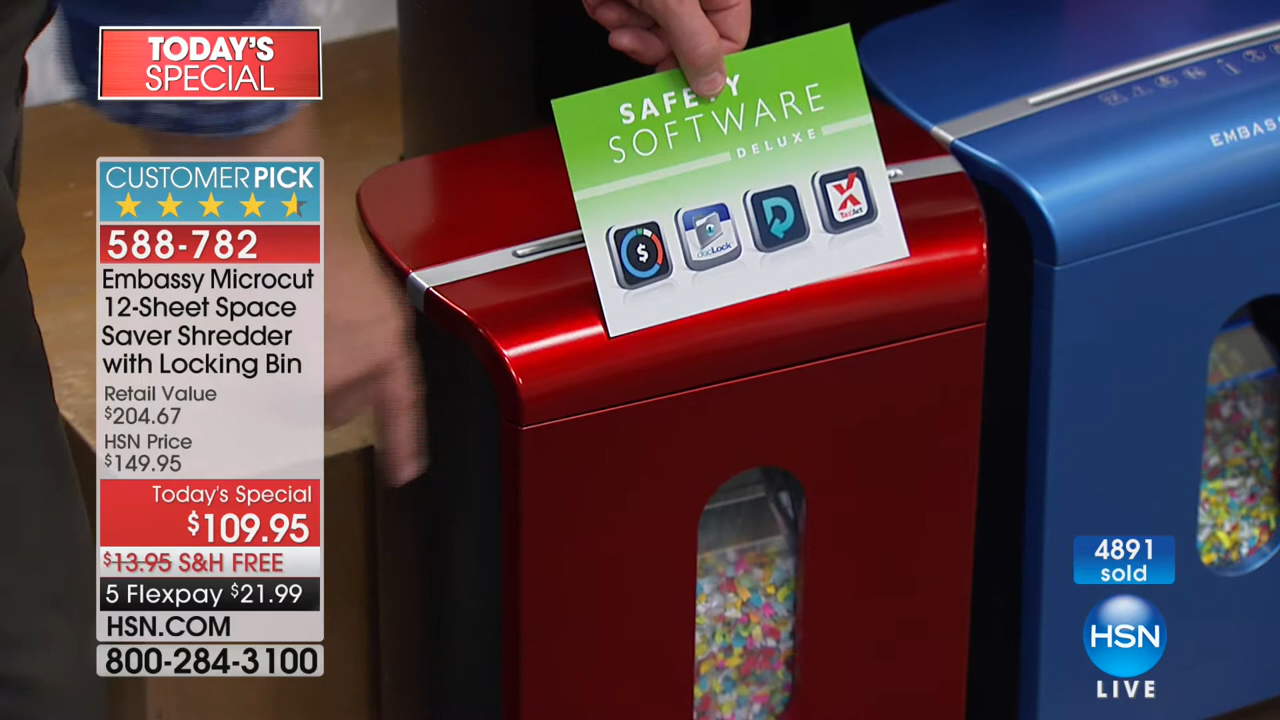 TODAY'S
SPECIAL
CUSTOMER PICK
588-782
Embassy Microcut
12-Sheet Space
Saver Shredder
with Locking Bin
Retail Value
$204.67
HSN Price
$149.95
Today's Special
$109.95
$13.95 S&H FREE
5 Flexpay $21.99
HSN.COM
800-284-3100
SAFETY
SOFTWARE
DELUXE
$
docLock
TaxAct
EMBASS
4891
sold
HSN
LIVE